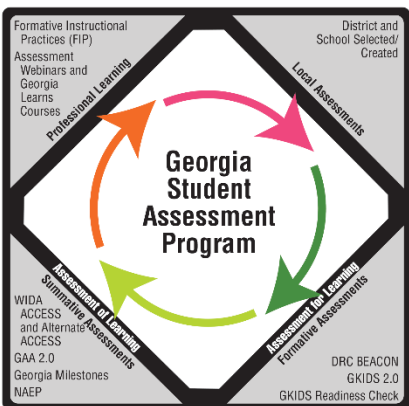 Formative Instructional
Practices (FIP)
Assessment
Webinars and
Georgia
Learns
Courses
Professional Learning
District and
School Selected/
Created
Local Assessments
Georgia
Student
Assessment
Program
Assessment of Learning
Summative Assessments
WIDA
ACCESS
and Alternate
ACCESS
GAA 2.0
Georgia Milestones
NAEP
Assessment for Learning
Formative Assessments
DRC BEACON
GKIDS 2.0
GKIDS Readiness Check